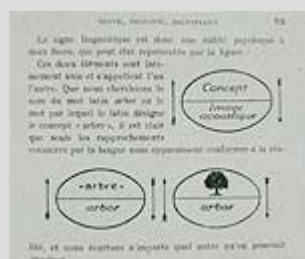 SIGNE, SIGNIFIÉ, SIGNIFIANT 99
Le signe linguistique est donc une entité psychique à
deux faces, qui peut être représentée par la figure:
Ces deux éléments sont inti-
mement unis et s'appellent l'un
l'autre. Que nous cherchions le
sens du mot latin arbor ou le
mot par lequel le latin désigne
le concept « arbre », il est clair
que seuls les rapprochements
consacrés par la langue nous apparaissent conformes à la réa-
Concept
Image
acoustique
«arbre»
arbor
arbor
lité, et nous écartons n'importe quel autre qu'on pourrait